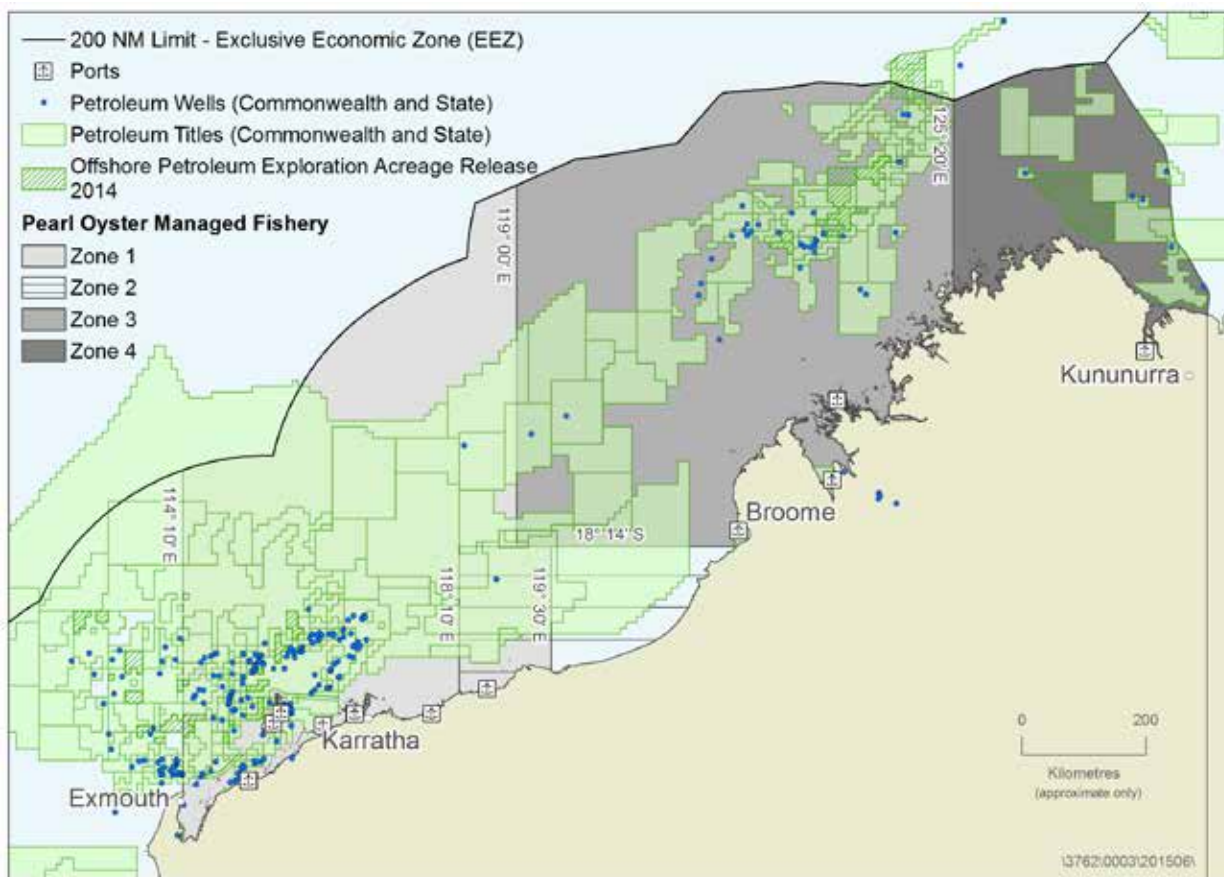 200 NM Limit - Exclusive Economic Zone (EEZ)
Ports
Petroleum Wells (Commonwealth and State)
Petroleum Titles (Commonwealth and State)
Offshore Petroleum Exploration Acreage Release
2014
Pearl Oyster Managed Fishery
Zone 1
Zone 2
Zone 3
Zone 4
125° 20' E
119° 00' E
Kununurra
114° 10' E
Broome
18° 14' S
118° 10' E
119° 30' E
Karratha
Exmouth
0 200
Kilometres
(approximate only)
\3762\0003\201506\